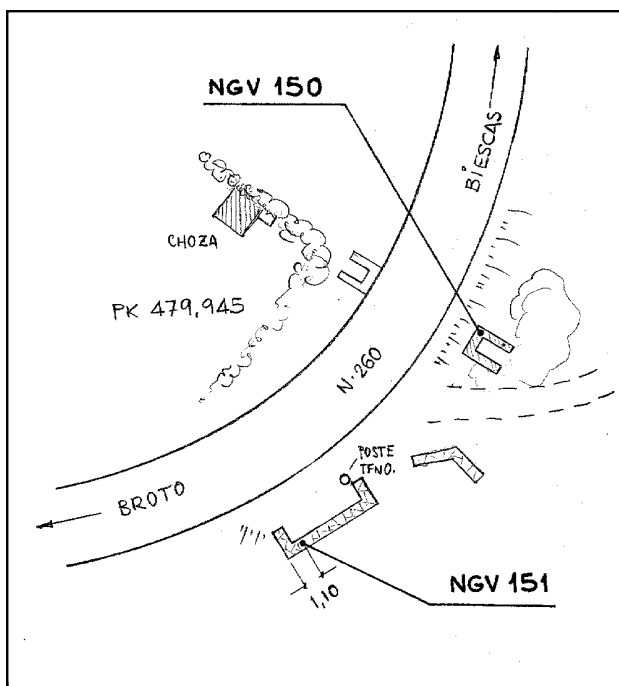 NGV 150
BIESCAS
CHOZA
PK 479,945
N-260
POSTE
TFNO.
BROTO
NGV 151
1,10